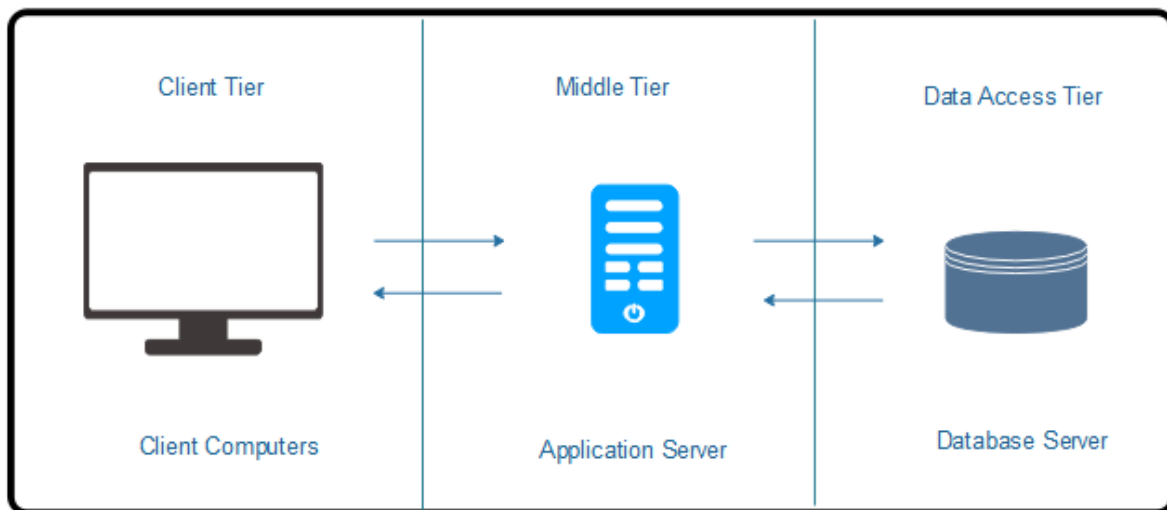 Client Tier
Middle Tier
Data Access Tier
Client Computers
Application Server
Database Server